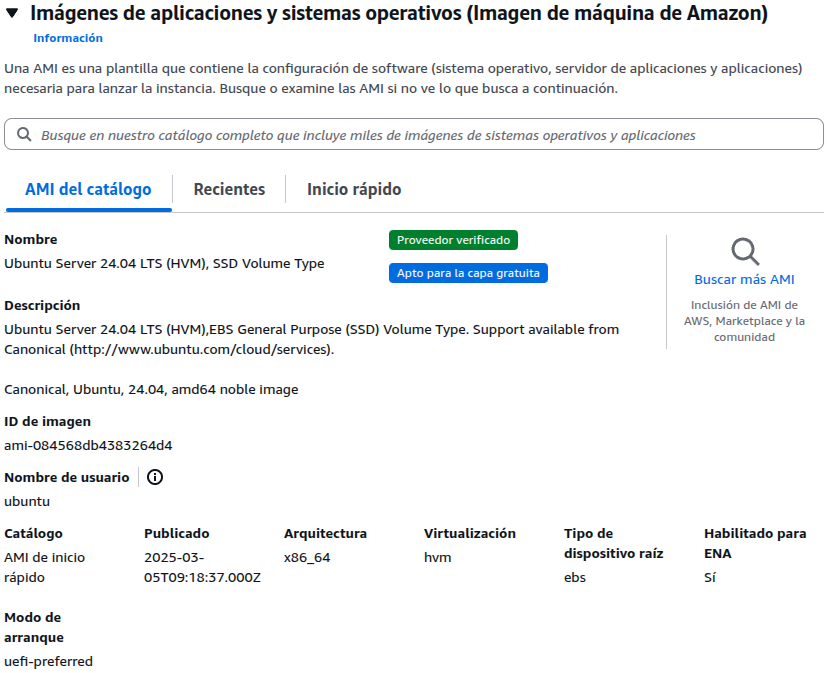 Imágenes de aplicaciones y sistemas operativos (Imagen de máquina de Amazon)
Información
Una AMI es una plantilla que contiene la configuración de software (sistema operativo, servidor de aplicaciones y aplicaciones)
necesaria para lanzar la instancia. Busque o examine las AMI si no ve lo que busca a continuación.
Busque en nuestro catálogo completo que incluye miles de imágenes de sistemas operativos y aplicaciones
AMI del catálogo
Recientes
Inicio rápido
Nombre
Ubuntu Server 24.04 LTS (HVM), SSD Volume Type
Proveedor verificado
Apto para la capa gratuita
Buscar más AMI
Inclusión de AMI de
AWS, Marketplace y la
comunidad
Descripción
Ubuntu Server 24.04 LTS (HVM),EBS General Purpose (SSD) Volume Type. Support available from
Canonical (http://www.ubuntu.com/cloud/services).
Canonical, Ubuntu, 24.04, amd64 noble image
ID de imagen
ami-084568db4383264d4
Nombre de usuario
ubuntu
Catálogo
AMI de inicio
rápido
Publicado
2025-03-
05T09:18:37.000Z
Arquitectura
x86_64
Virtualización
hvm
Tipo de
dispositivo raíz
ebs
Habilitado para
ENA
Sí
Modo de
arranque
uefi-preferred